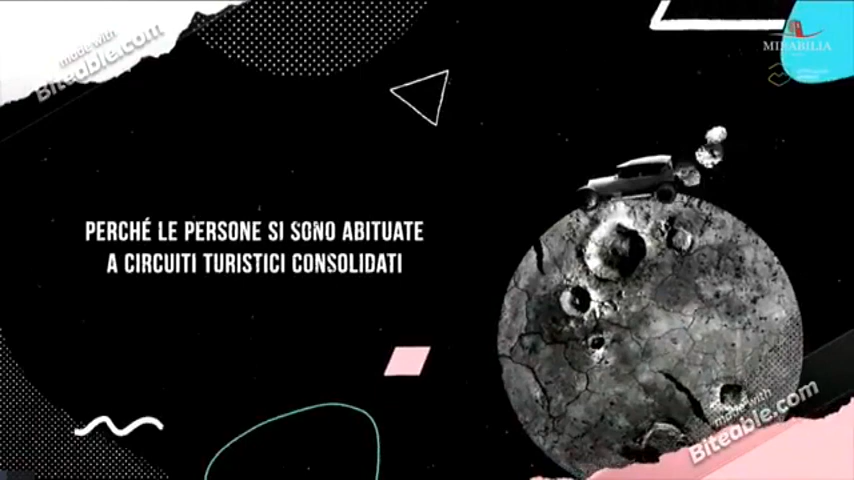 made with
Biteable.com
MIRABILIA
PERCHÉ LE PERSONE SI SONO ABITUATE
A CIRCUITI TURISTICI CONSOLIDATI
made with
Biteable.com